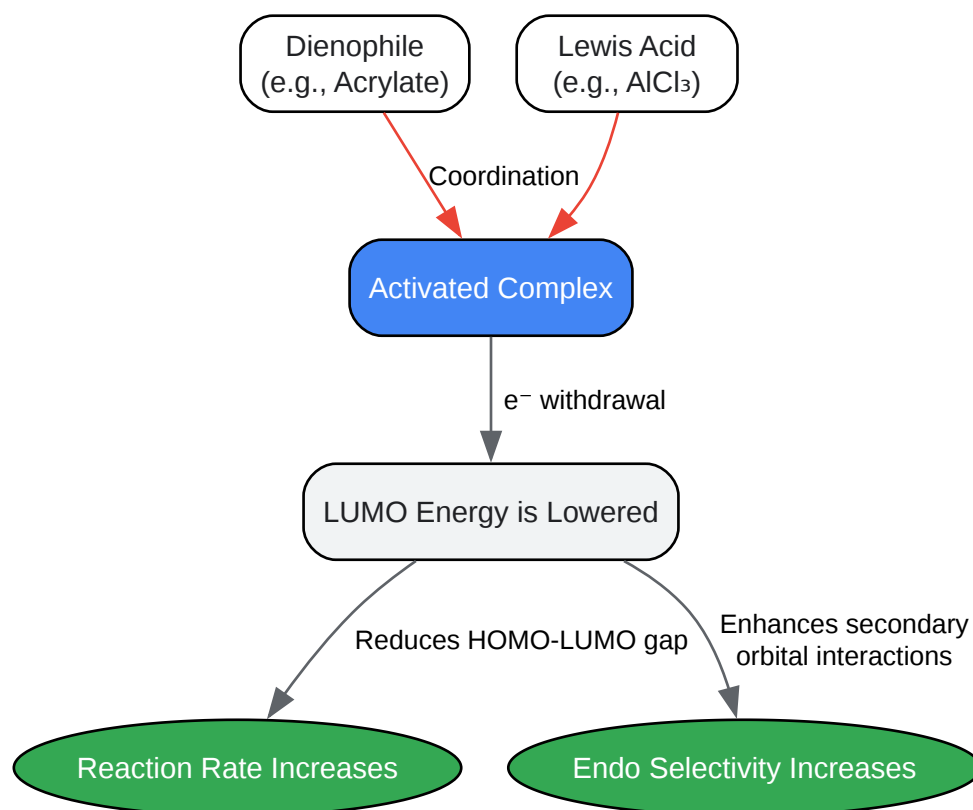 Dienophile
(e.g., Acrylate)
Lewis Acid
(e.g., AlCl₃)
Coordination
Activated Complex
e⁻ withdrawal
LUMO Energy is Lowered
Reduces HOMO-LUMO gap
Enhances secondary
orbital interactions
Reaction Rate Increases
Endo Selectivity Increases